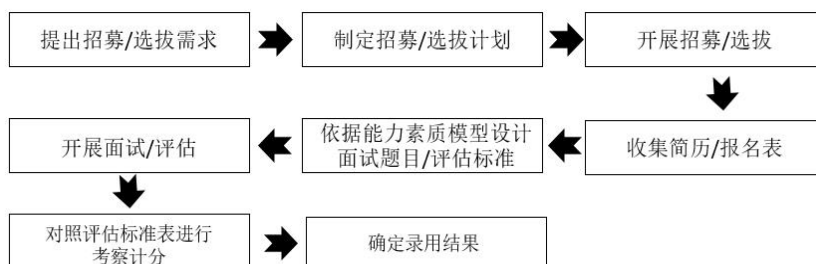 提出招募/选拔需求
制定招募/选拔计划
开展招募/选拔
收集简历/报名表
依据能力素质模型设计
面试题目/评估标准
开展面试/评估
对照评估标准表进行
考察计分
确定录用结果